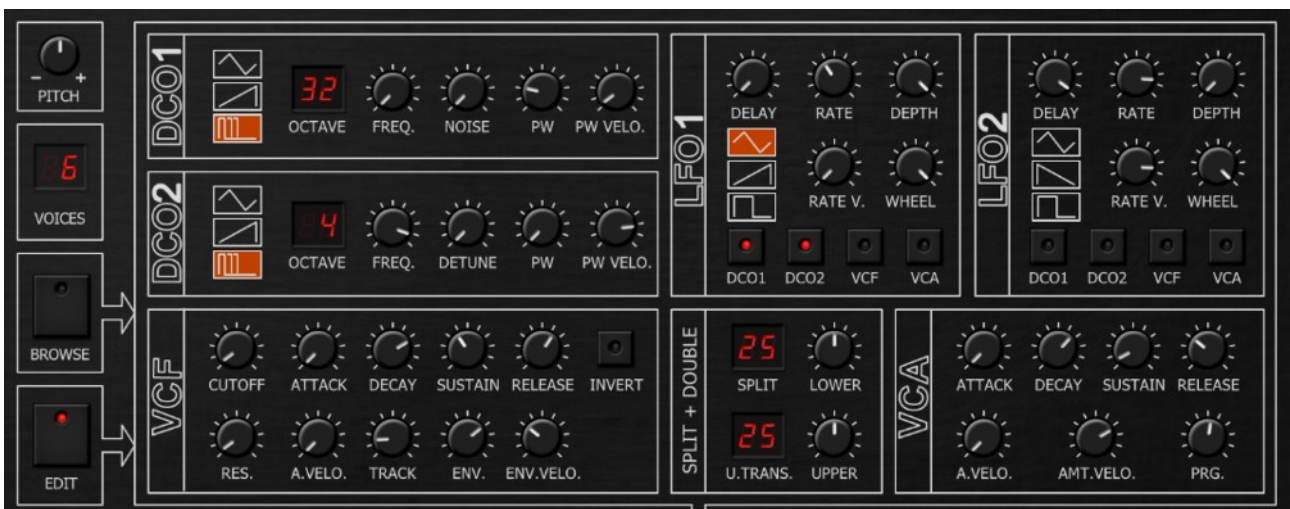 PITCH
6
VOICES
BROWSE
EDIT
DCO1
32
OCTAVE FREQ. NOISE PW PW VELO.
DCO2
4
OCTAVE FREQ. DETUNE PW PW VELO.
LFO1
DELAY RATE DEPTH
RATE V. WHEEL
DCO1 DCO2 VCF VCA
LFO2
DELAY RATE DEPTH
RATE V. WHEEL
DCO1 DCO2 VCF VCA
VCF
CUTOFF ATTACK DECAY SUSTAIN RELEASE INVERT
RES. A.VELO. TRACK ENV. ENV.VELO.
SPLIT + DOUBLE
25
SPLIT LOWER
25
U.TRANS. UPPER
VCA
ATTACK DECAY SUSTAIN RELEASE
A.VELO. AMT.VELO. PRG.